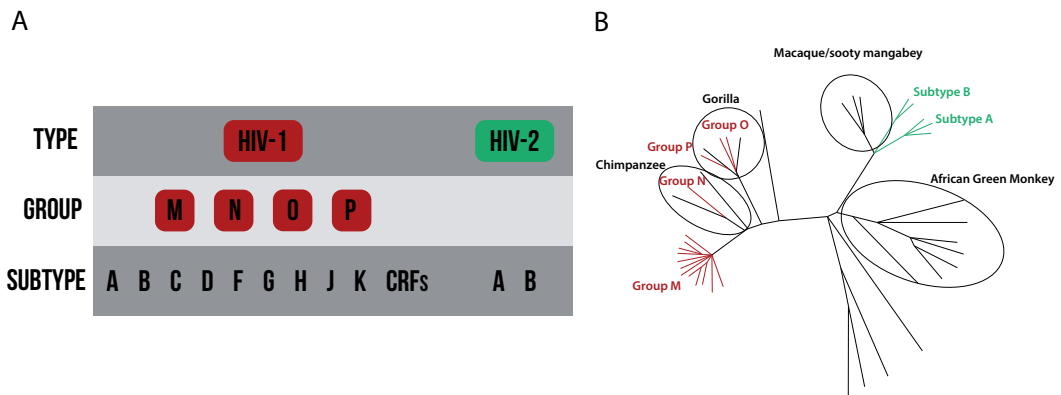 A
TYPE HIV-1 HIV-2
GROUP M N O P
SUBTYPE A B C D F G H J K CRFs A B
B
Macaque/sooty mangabey
Subtype B
Subtype A
Gorilla
Group O
Group P
Chimpanzee
Group N
African Green Monkey
Group M